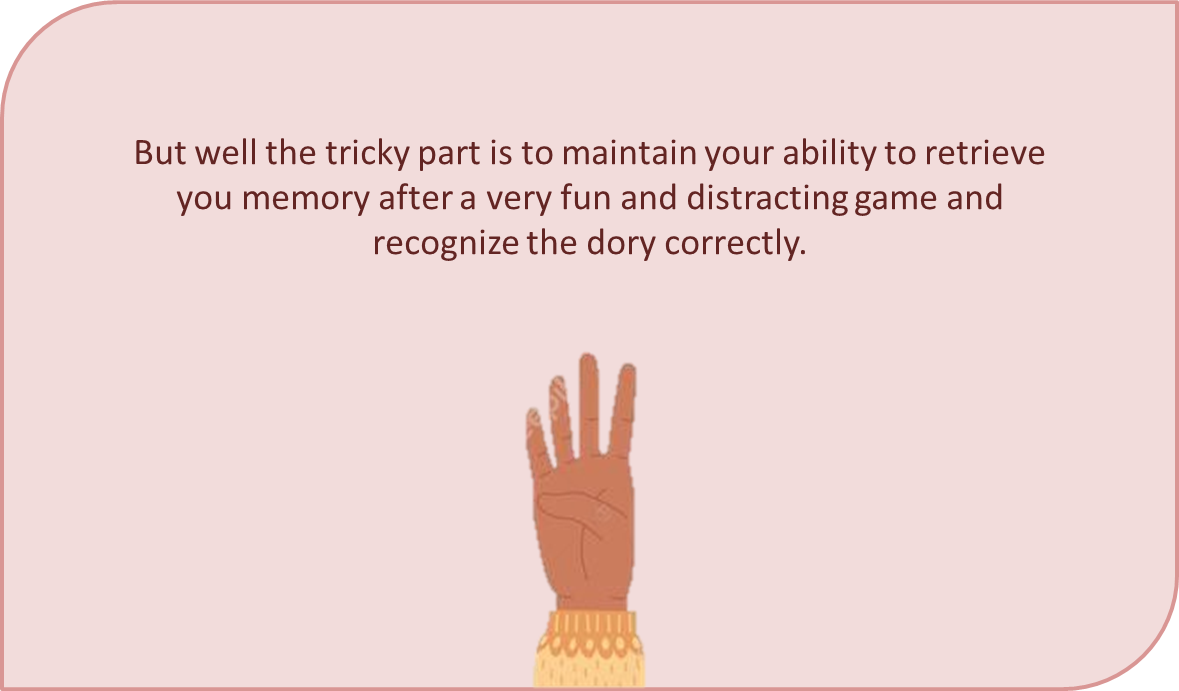 But well the tricky part is to maintain your ability to retrieve
you memory after a very fun and distracting game and
recognize the dory correctly.